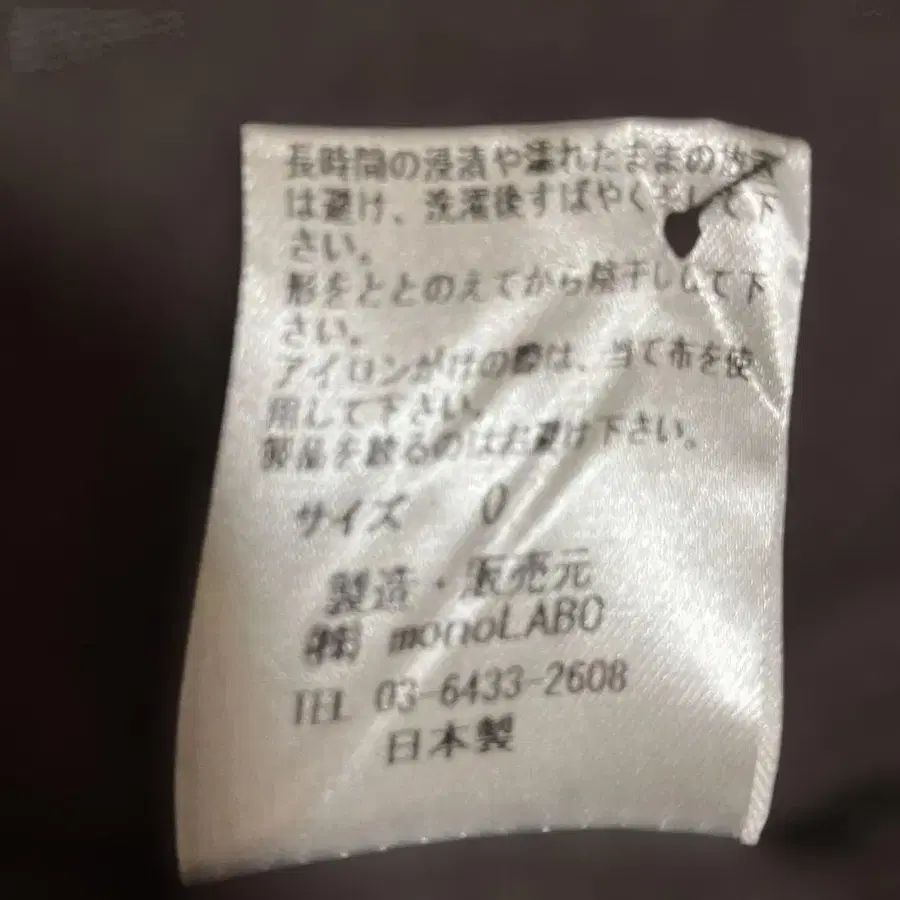 長時間の浸漬や濡れたままの放置
は避け、洗濯後すばやく干して下
さい。
形をととのえてから陰干しして下
さい。
アイロンがけの際は、当て布を使
用して下さい。
製品を絞るのはお避け下さい。
サイズ 0
製造・販売元
㈱ monoLABO
TEL 03-6433-2608
日本製